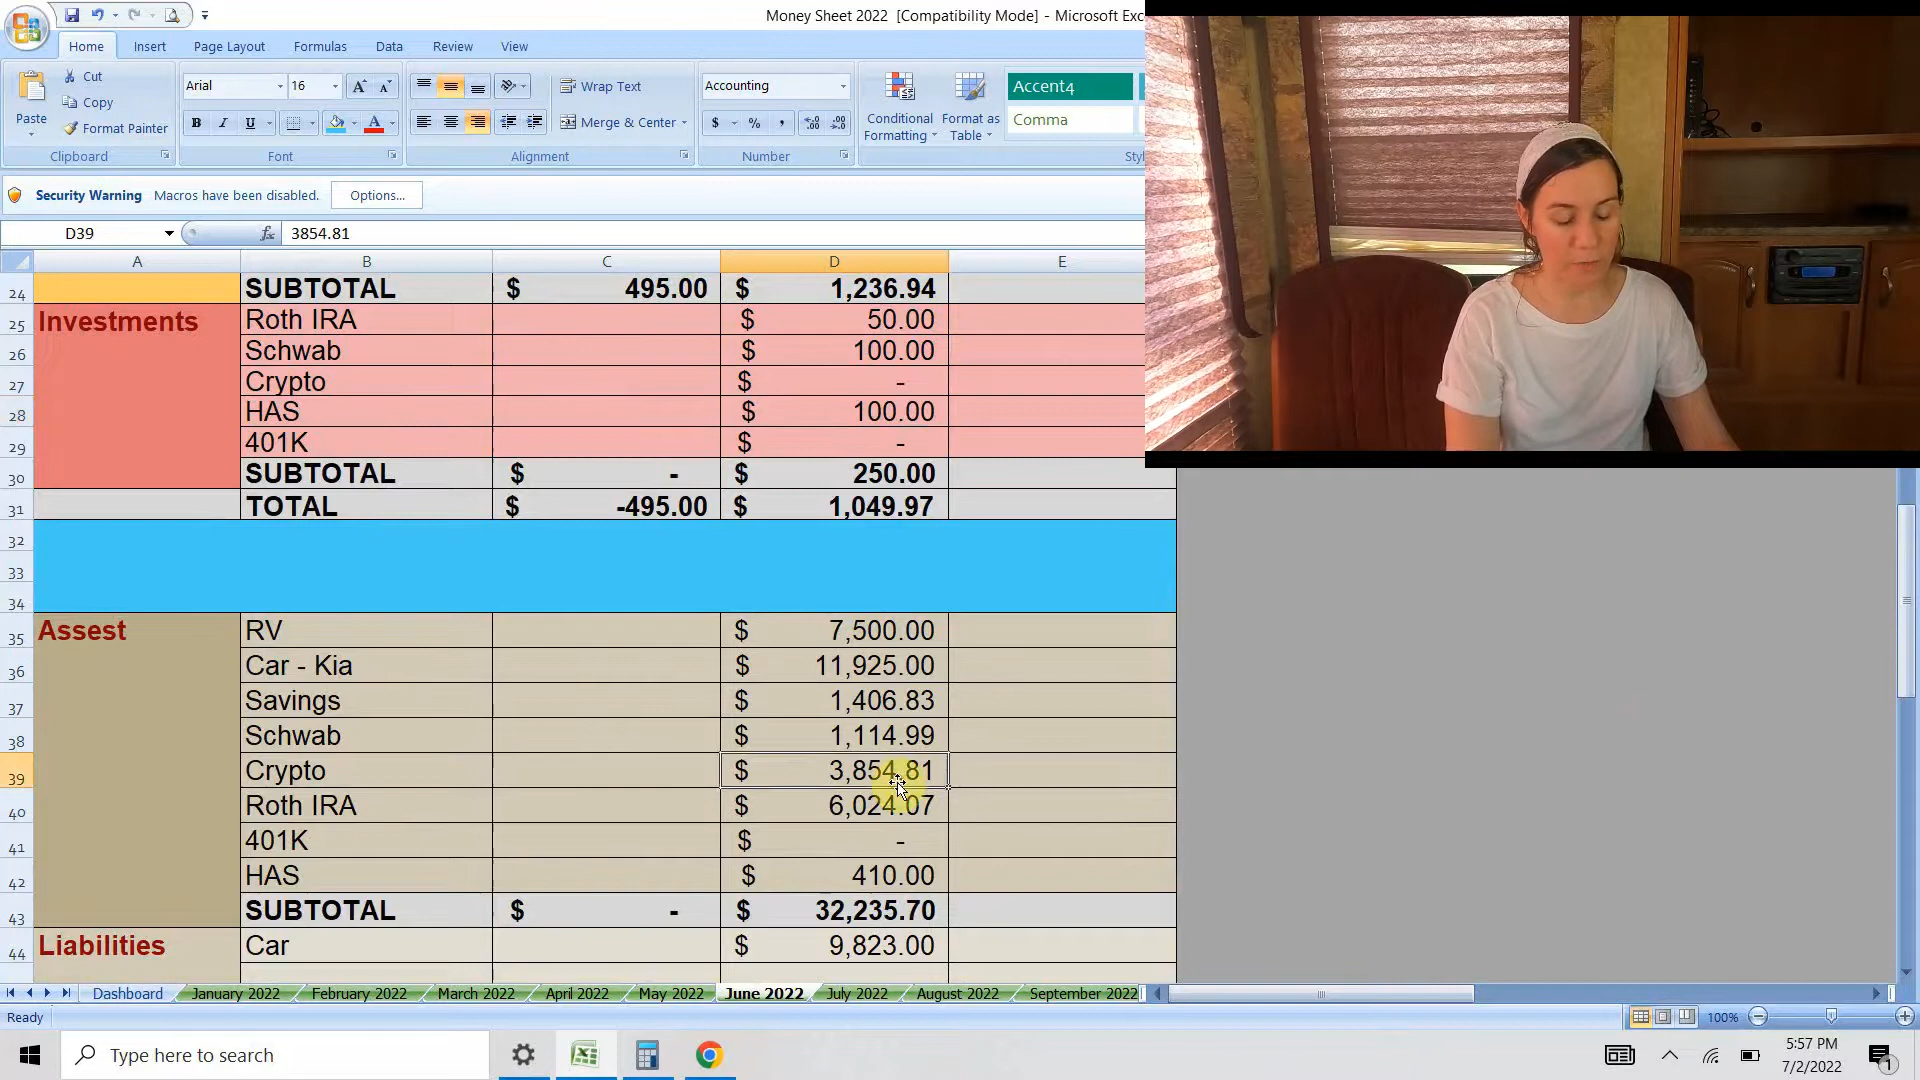 Money Sheet 2022 [Compatibility Mode] - Microsoft Exc
Home Insert Page Layout Formulas Data Review View
Paste
Cut
Copy
Format Painter
Clipboard
Arial 16
B I U
Font
Wrap Text
Merge & Center
Alignment
Accounting
$ % ,
Number
Conditional Formatting
Format as Table
Accent4
Comma
Styl
Security Warning Macros have been disabled. Options...
D39 fx 3854.81
A B C D E
24 SUBTOTAL $ 495.00 $ 1,236.94
25 Investments Roth IRA $ 50.00
26 Schwab $ 100.00
27 Crypto $ -
28 HAS $ 100.00
29 401K $ -
30 SUBTOTAL $ - $ 250.00
31 TOTAL $ -495.00 $ 1,049.97
32
33
34
35 Assest RV $ 7,500.00
36 Car - Kia $ 11,925.00
37 Savings $ 1,406.83
38 Schwab $ 1,114.99
39 Crypto $ 3,854.81
40 Roth IRA $ 6,024.07
41 401K $ -
42 HAS $ 410.00
43 SUBTOTAL $ - $ 32,235.70
44 Liabilities Car $ 9,823.00
Dashboard January 2022 February 2022 March 2022 April 2022 May 2022 June 2022 July 2022 August 2022 September 2022
Ready 100%
Type here to search
5:57 PM
7/2/2022
1